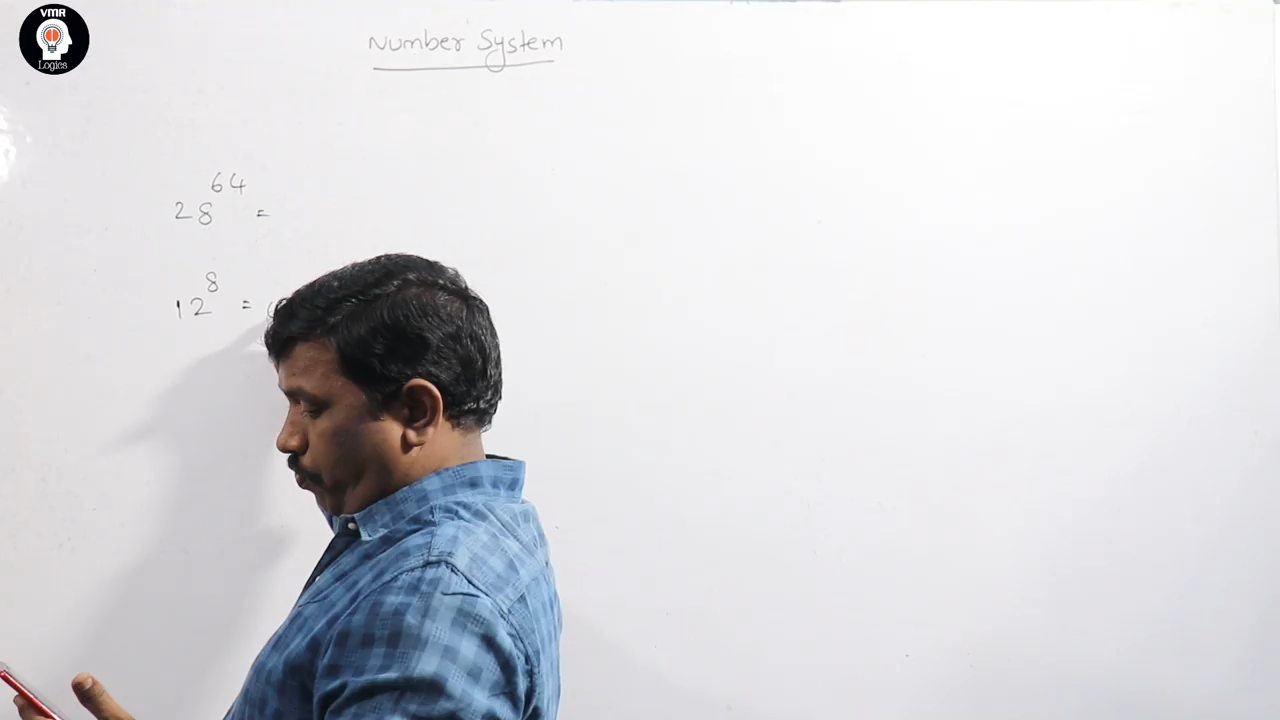 VMR
Logics
Number System
28^64 =
12^8 =